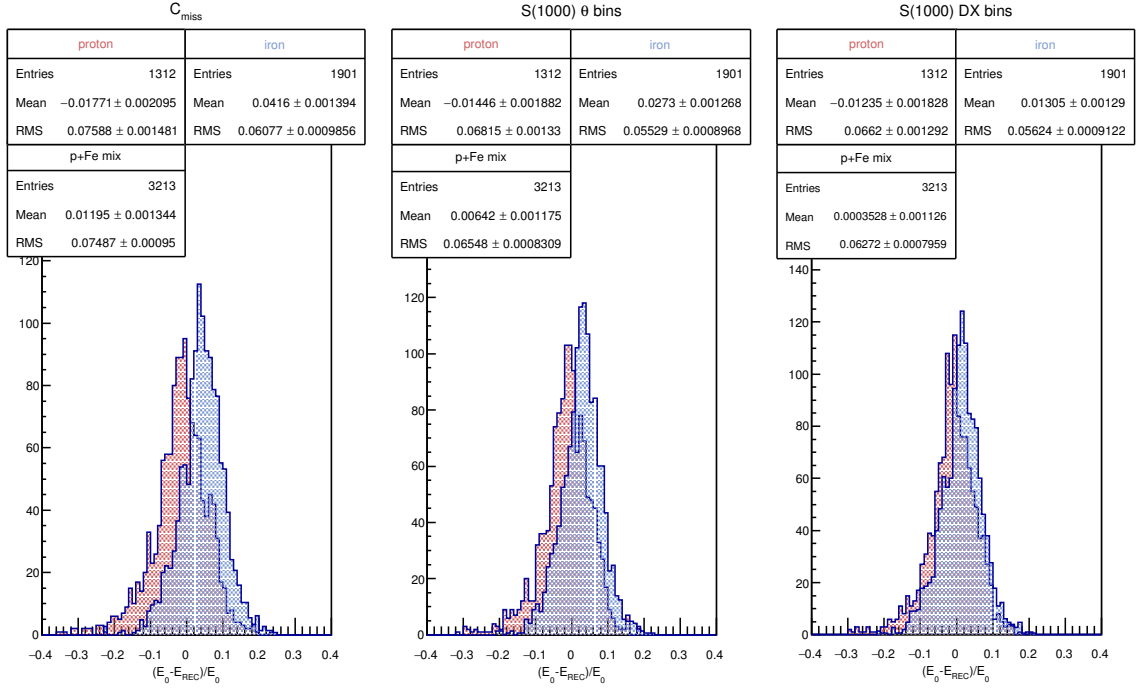 C_miss
proton iron
Entries 1312 Entries 1901
Mean −0.01771 ± 0.002095 Mean 0.0416 ± 0.001394
RMS 0.07588 ± 0.001481 RMS 0.06077 ± 0.0009856
p+Fe mix
Entries 3213
Mean 0.01195 ± 0.001344
RMS 0.07487 ± 0.00095
120
100
80
60
40
20
0
−0.4 −0.3 −0.2 −0.1 0 0.1 0.2 0.3 0.4
(E₀-E_REC)/E₀
S(1000) θ bins
proton iron
Entries 1312 Entries 1901
Mean −0.01446 ± 0.001882 Mean 0.0273 ± 0.001268
RMS 0.06815 ± 0.00133 RMS 0.05529 ± 0.0008968
p+Fe mix
Entries 3213
Mean 0.00642 ± 0.001175
RMS 0.06548 ± 0.0008309
120
100
80
60
40
20
0
−0.4 −0.3 −0.2 −0.1 0 0.1 0.2 0.3 0.4
(E₀-E_REC)/E₀
S(1000) DX bins
proton iron
Entries 1312 Entries 1901
Mean −0.01235 ± 0.001828 Mean 0.01305 ± 0.00129
RMS 0.0662 ± 0.001292 RMS 0.05624 ± 0.0009122
p+Fe mix
Entries 3213
Mean 0.0003528 ± 0.001126
RMS 0.06272 ± 0.0007959
140
120
100
80
60
40
20
0
−0.4 −0.3 −0.2 −0.1 0 0.1 0.2 0.3 0.4
(E₀-E_REC)/E₀